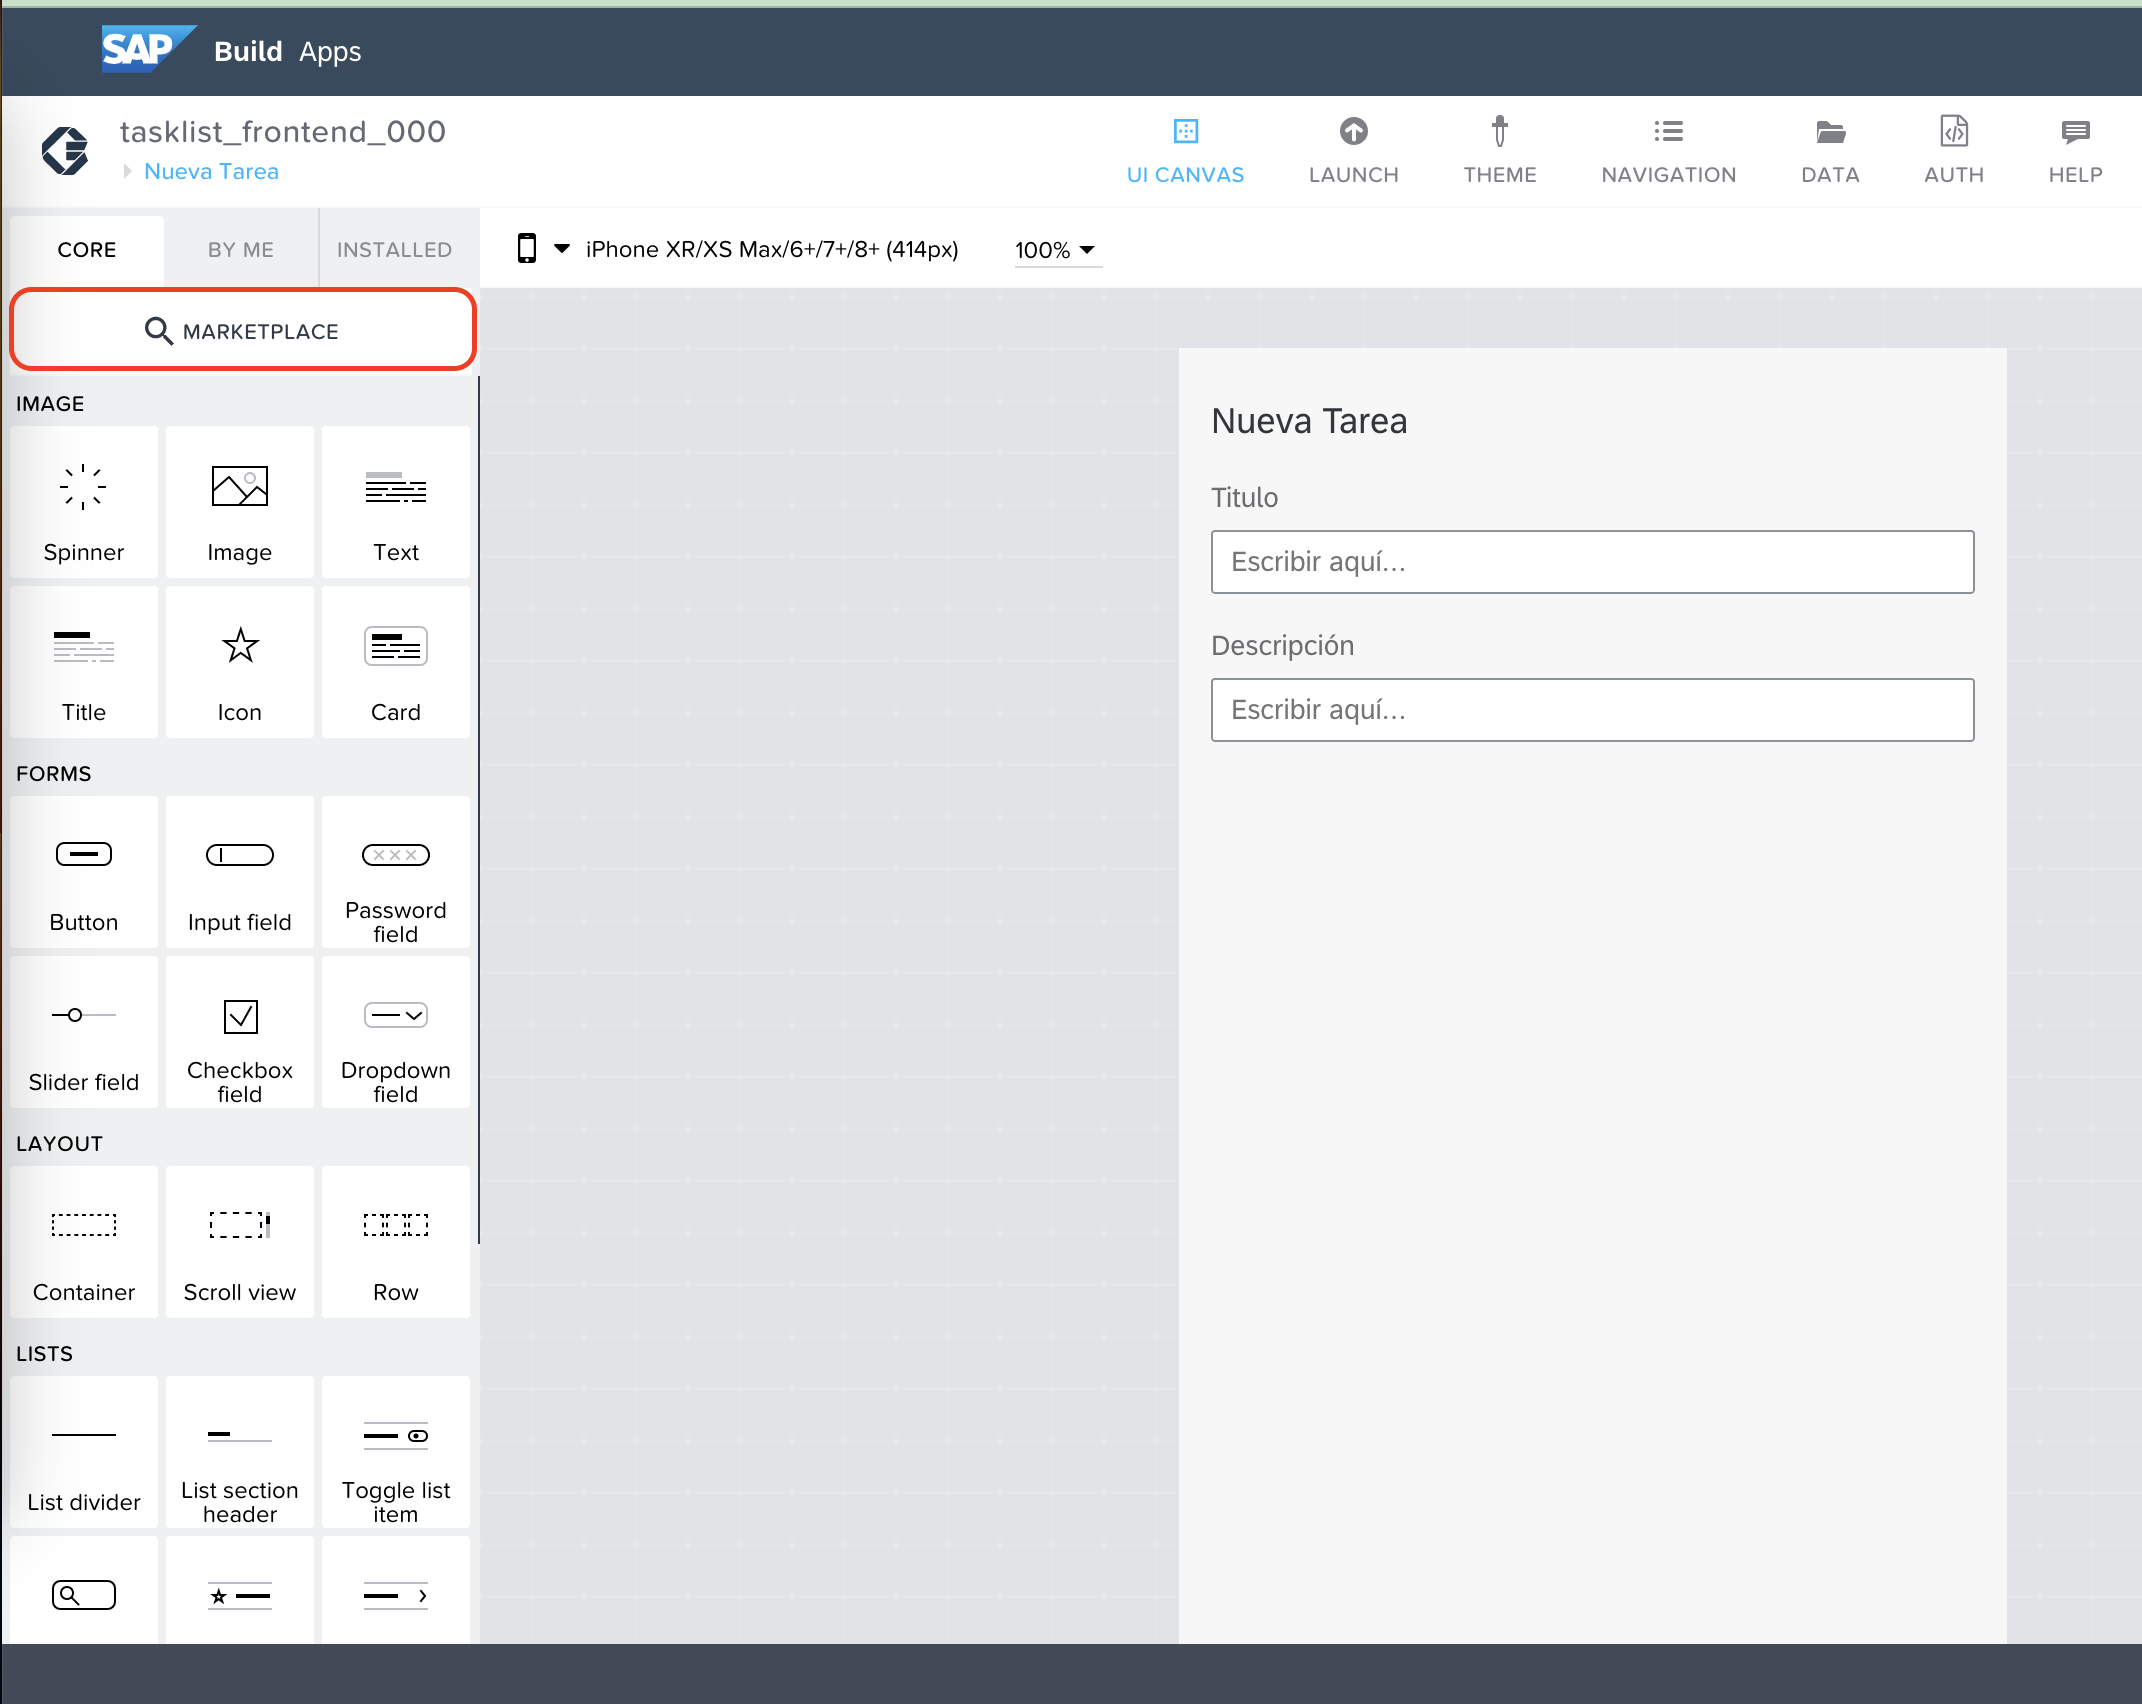 SAP Build Apps
tasklist_frontend_000
Nueva Tarea
UI CANVAS
LAUNCH
THEME
NAVIGATION
DATA
AUTH
HELP
CORE
BY ME
INSTALLED
iPhone XR/XS Max/6+/7+/8+ (414px)
100%
MARKETPLACE
IMAGE
Spinner
Image
Text
Title
Icon
Card
FORMS
Button
Input field
Password
field
Slider field
Checkbox
field
Dropdown
field
LAYOUT
Container
Scroll view
Row
LISTS
List divider
List section
header
Toggle list
item
Nueva Tarea
Titulo
Escribir aquí...
Descripción
Escribir aquí...